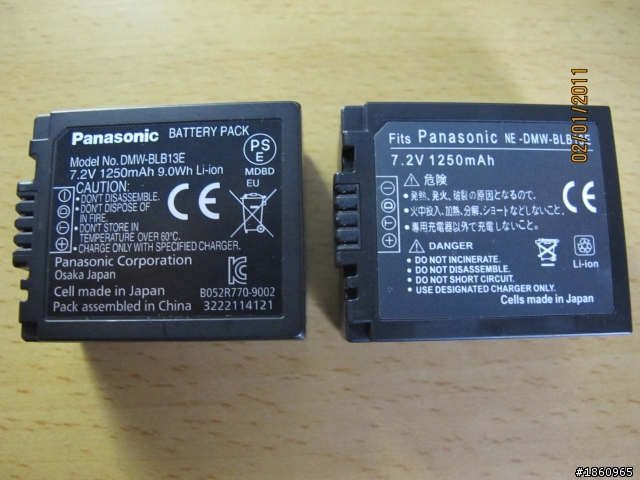 Panasonic BATTERY PACK
Model No. DMW-BLB13E
7.2V 1250mAh 9.0Wh Li-ion
PS
E
MDBD
EU
CAUTION:
• DON'T DISASSEMBLE.
• DON'T DISPOSE OF
IN FIRE.
• DON'T STORE IN
TEMPERATURE OVER 60°C.
• CHARGE ONLY WITH SPECIFIED CHARGER.
CE
Panasonic Corporation
Osaka Japan
Cell made in Japan
Pack assembled in China
B052R770-9002
3222114121
Fits Panasonic NE-DMW-BLB13E
7.2V 1250mAh
危険
• 発熱、発火、破裂の原因となるので、
火中投入、加熱、分解、ショートなどしないこと。
• 専用充電器以外で充電しないこと。
CE
DANGER
• DO NOT INCINERATE.
• DO NOT DISASSEMBLE.
• DO NOT SHORT CIRCUIT.
• USE DESIGNATED CHARGER ONLY.
Li-ion
Cells made in Japan
02/01/2011
#1860965